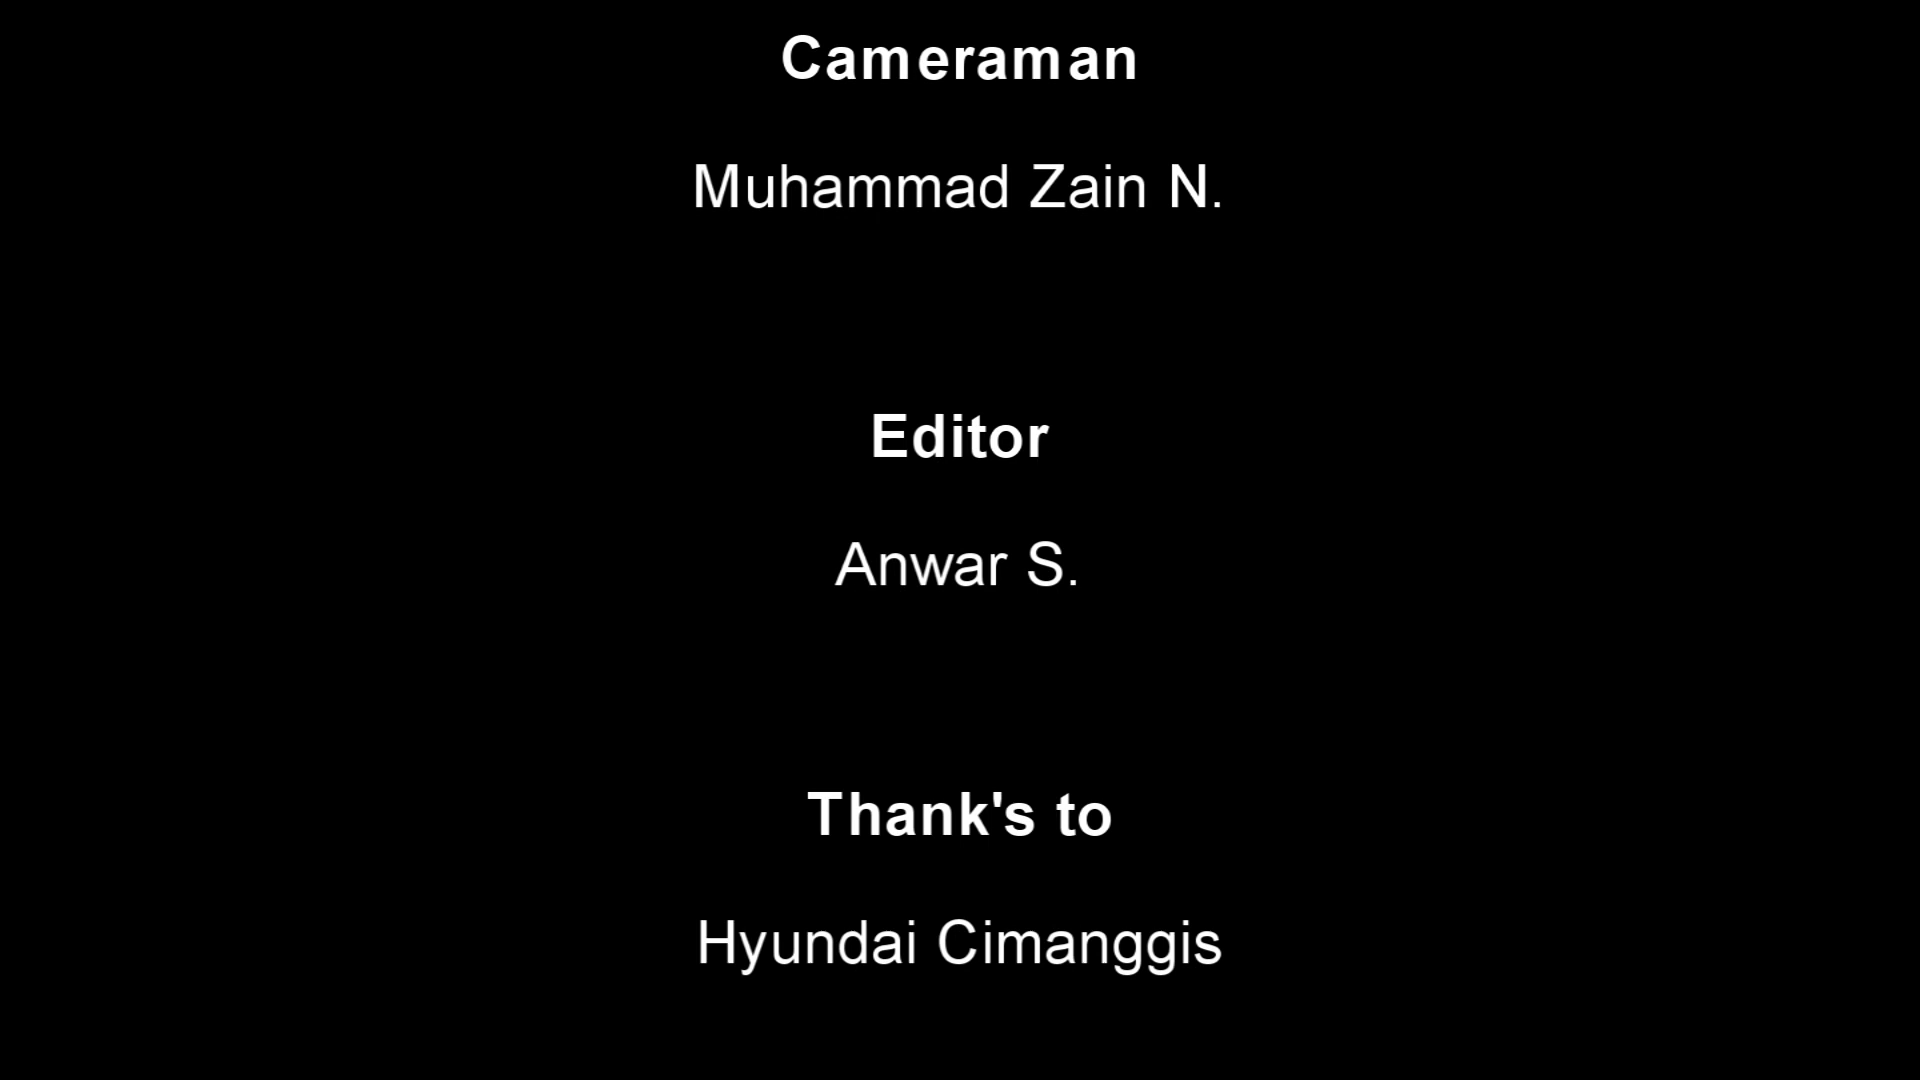 Cameraman
Muhammad Zain N.
Editor
Anwar S.
Thank's to
Hyundai Cimanggis